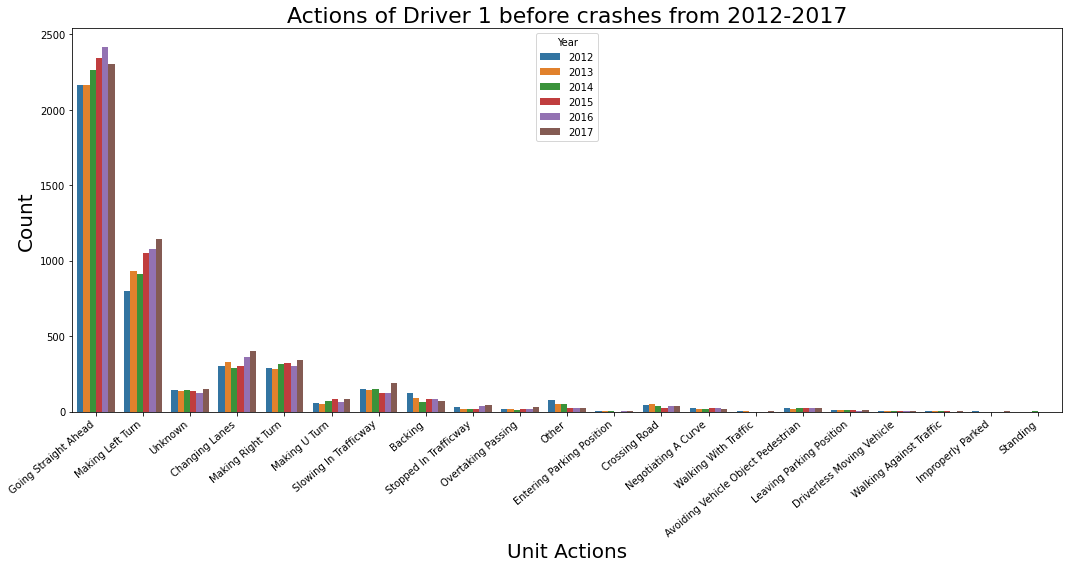 Actions of Driver 1 before crashes from 2012-2017
Year
2012
2013
2014
2015
2016
2017
2500
2000
1500
1000
500
0
Count
Going Straight Ahead
Making Left Turn
Unknown
Changing Lanes
Making Right Turn
Making U Turn
Slowing In Trafficway
Backing
Stopped In Trafficway
Overtaking Passing
Other
Entering Parking Position
Crossing Road
Negotiating A Curve
Walking With Traffic
Avoiding Vehicle Object Pedestrian
Leaving Parking Position
Driverless Moving Vehicle
Walking Against Traffic
Improperly Parked
Standing
Unit Actions